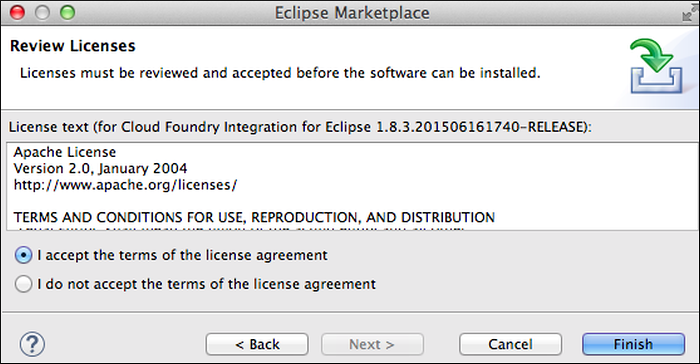 Eclipse Marketplace
Review Licenses
Licenses must be reviewed and accepted before the software can be installed.
License text (for Cloud Foundry Integration for Eclipse 1.8.3.201506161740-RELEASE):
Apache License
Version 2.0, January 2004
http://www.apache.org/licenses/
TERMS AND CONDITIONS FOR USE, REPRODUCTION, AND DISTRIBUTION
I accept the terms of the license agreement
I do not accept the terms of the license agreement
?
< Back
Next >
Cancel
Finish